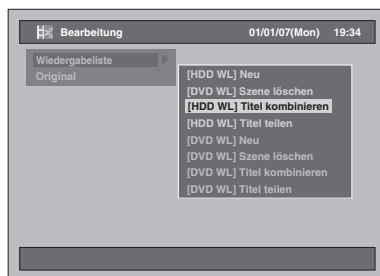 Bearbeitung 01/01/07(Mon) 19:34
Wiedergabeliste
Original
[HDD WL] Neu
[DVD WL] Szene löschen
[HDD WL] Titel kombinieren
[HDD WL] Titel teilen
[DVD WL] Neu
[DVD WL] Szene löschen
[DVD WL] Titel kombinieren
[DVD WL] Titel teilen